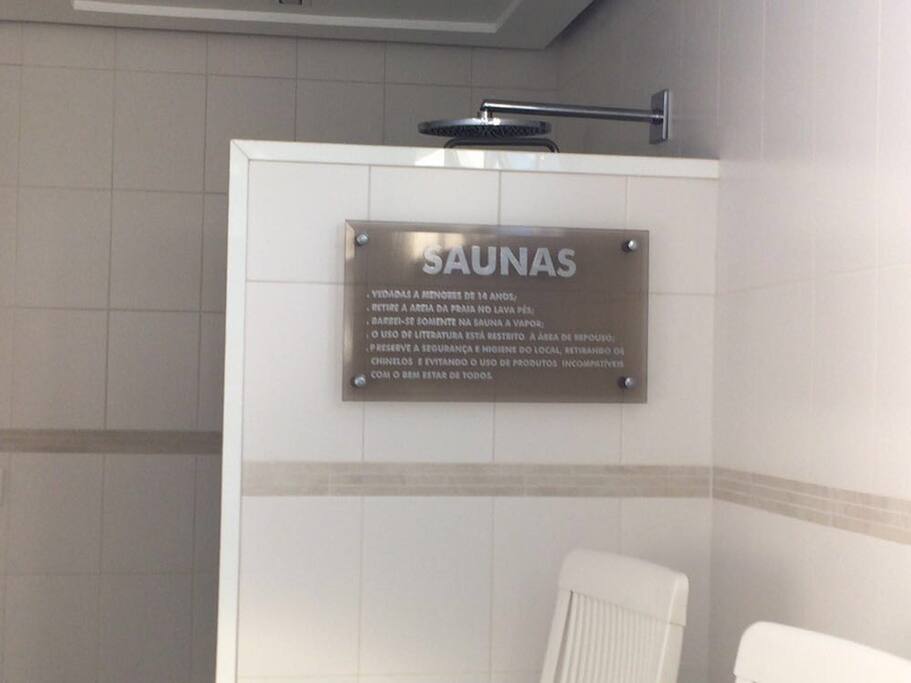 SAUNAS
. VEDADAS A MENORES DE 14 ANOS;
. RETIRE A AREIA DA PRAIA NO LAVA PÉS;
. BARBEI-SE SOMENTE NA SAUNA A VAPOR;
. O USO DE LITERATURA ESTÁ RESTRITO À ÁREA DE REPOUSO;
. PRESERVE A SEGURANÇA E HIGIENE DO LOCAL, RETIRANDO OS
CHINELOS E EVITANDO O USO DE PRODUTOS INCOMPATÍVEIS
COM O BEM ESTAR DE TODOS.